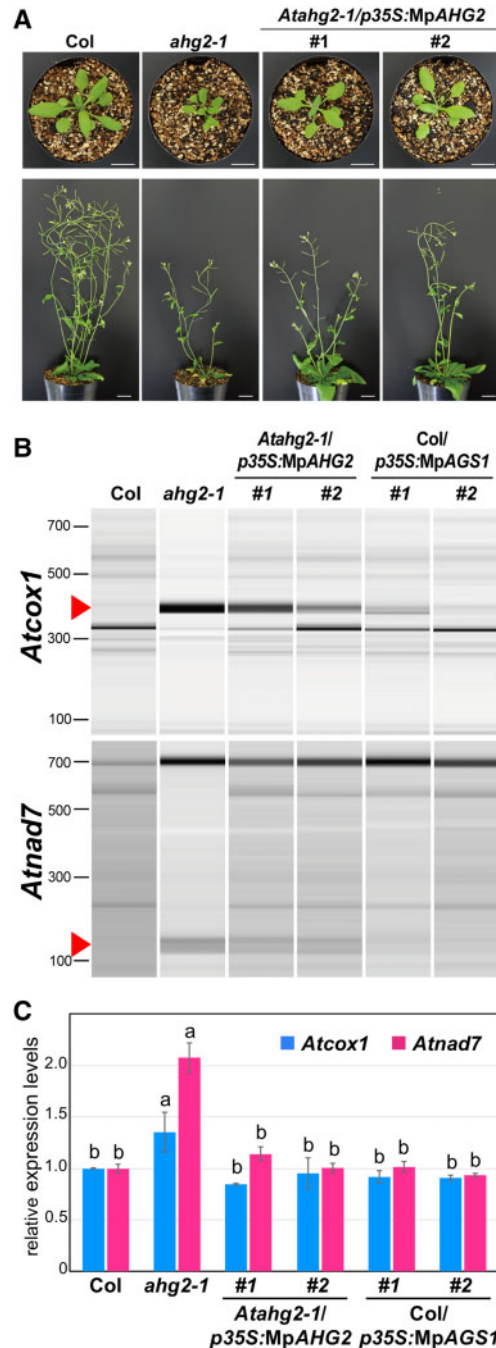 A
Atahg2-1/p35S:MpAHG2
Col ahg2-1 #1 #2
B
Atahg2-1/ Col/
p35S:MpAHG2 p35S:MpAGS1
Col ahg2-1 #1 #2 #1 #2
700
500
Atcox1
300
100
700
500
Atnad7
300
100
C
Atcox1 Atnad7
relative expression levels
2.0
1.5
1.0
0.5
0
b b a a b b b b b b b b
Col ahg2-1 #1 #2 #1 #2
Atahg2-1/ Col/
p35S:MpAHG2 p35S:MpAGS1